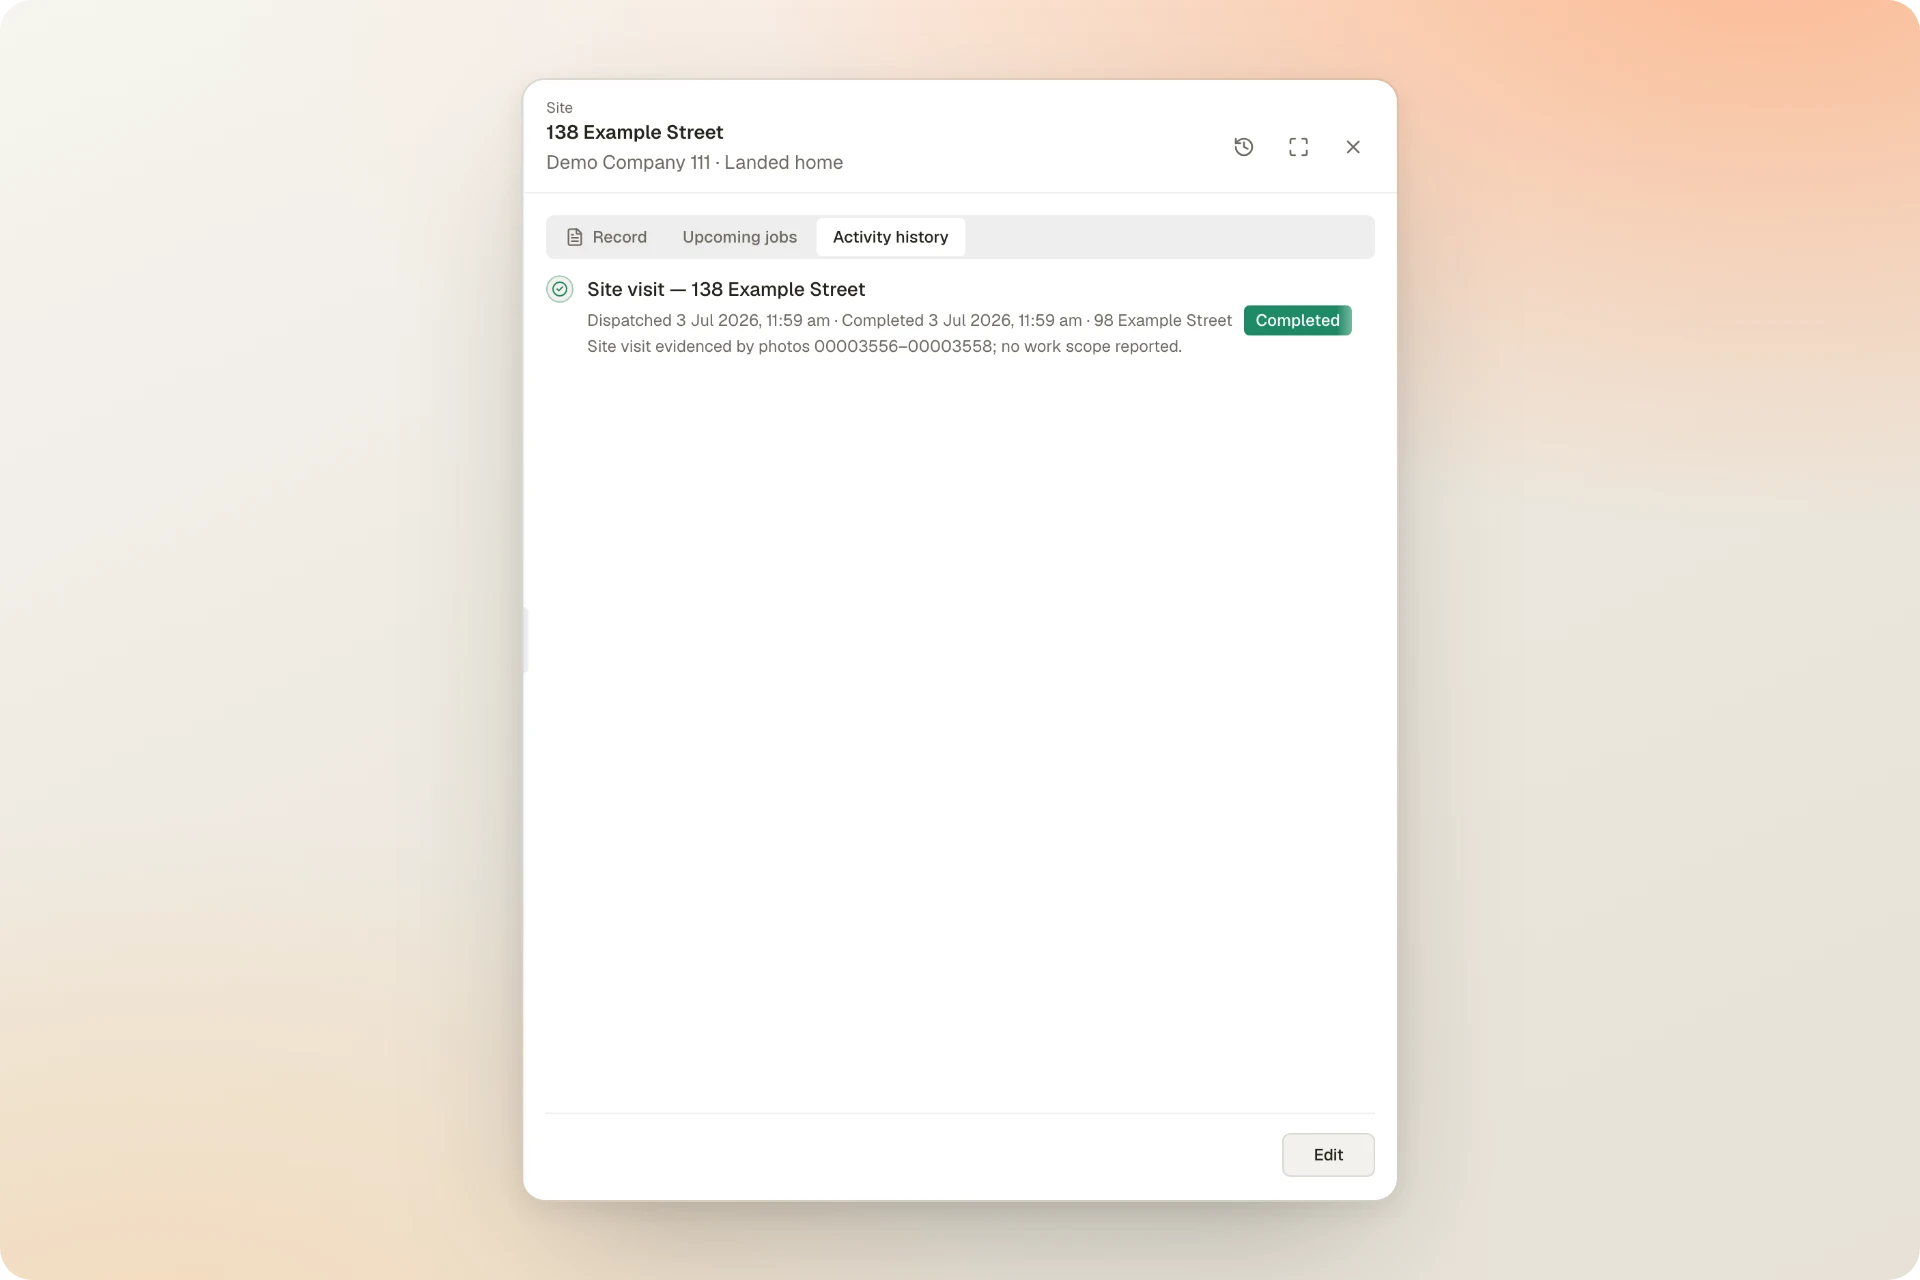 Site
138 Example Street
Demo Company 111 · Landed home
Record Upcoming jobs Activity history
Site visit — 138 Example Street
Dispatched 3 Jul 2026, 11:59 am · Completed 3 Jul 2026, 11:59 am · 98 Example Street Completed
Site visit evidenced by photos 00003556–00003558; no work scope reported.
Edit